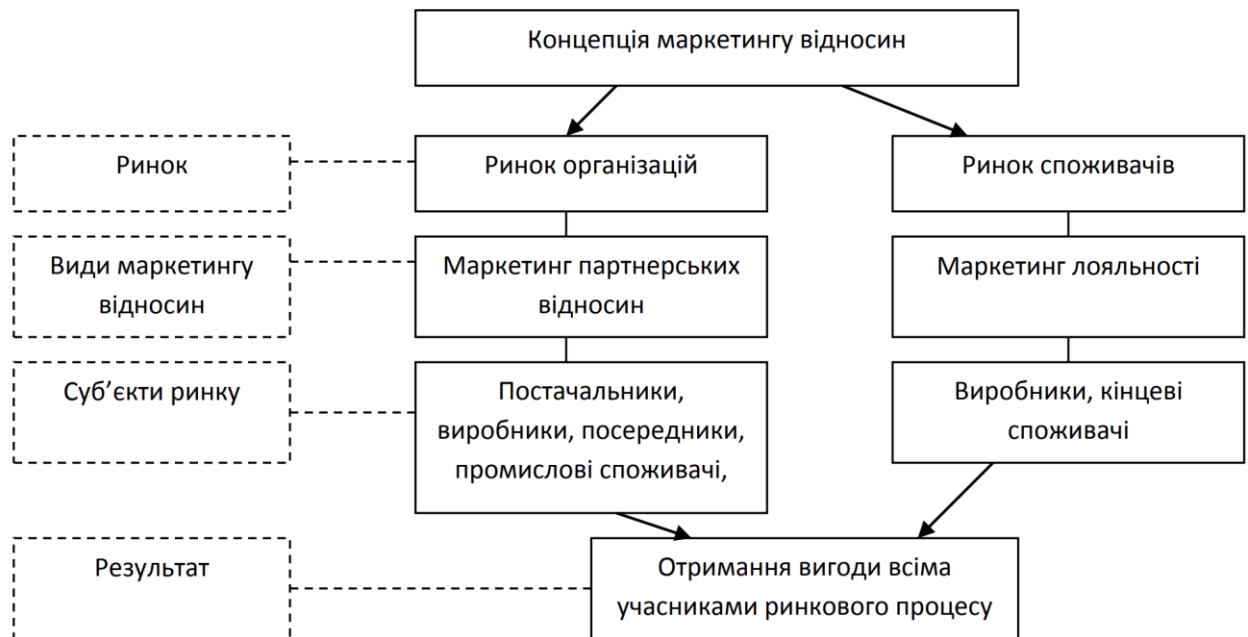 Концепція маркетингу відносин
Ринок
Ринок організацій
Ринок споживачів
Види маркетингу
відносин
Маркетинг партнерських
відносин
Маркетинг лояльності
Суб’єкти ринку
Постачальники,
виробники, посередники,
промислові споживачі,
Виробники, кінцеві
споживачі
Результат
Отримання вигоди всіма
учасниками ринкового процесу